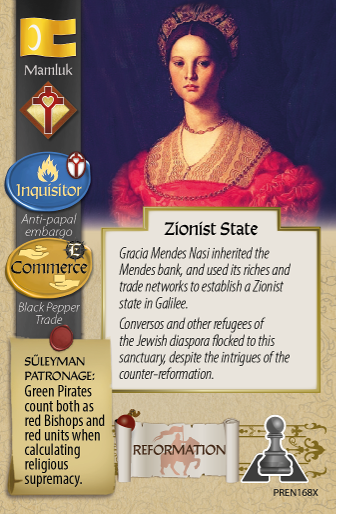 Mamluk
Inquisitor
Anti-papal
embargo
E
Commerce
Black Pepper
Trade
SÜLEYMAN
PATRONAGE:
Green Pirates
count both as
red Bishops and
red units when
calculating
religious
supremacy.
Zionist State
Gracia Mendes Nasi inherited the
Mendes bank, and used its riches and
trade networks to establish a Zionist
state in Galilee.
Conversos and other refugees of
the Jewish diaspora flocked to this
sanctuary, despite the intrigues of the
counter-reformation.
REFORMATION
PREN168X